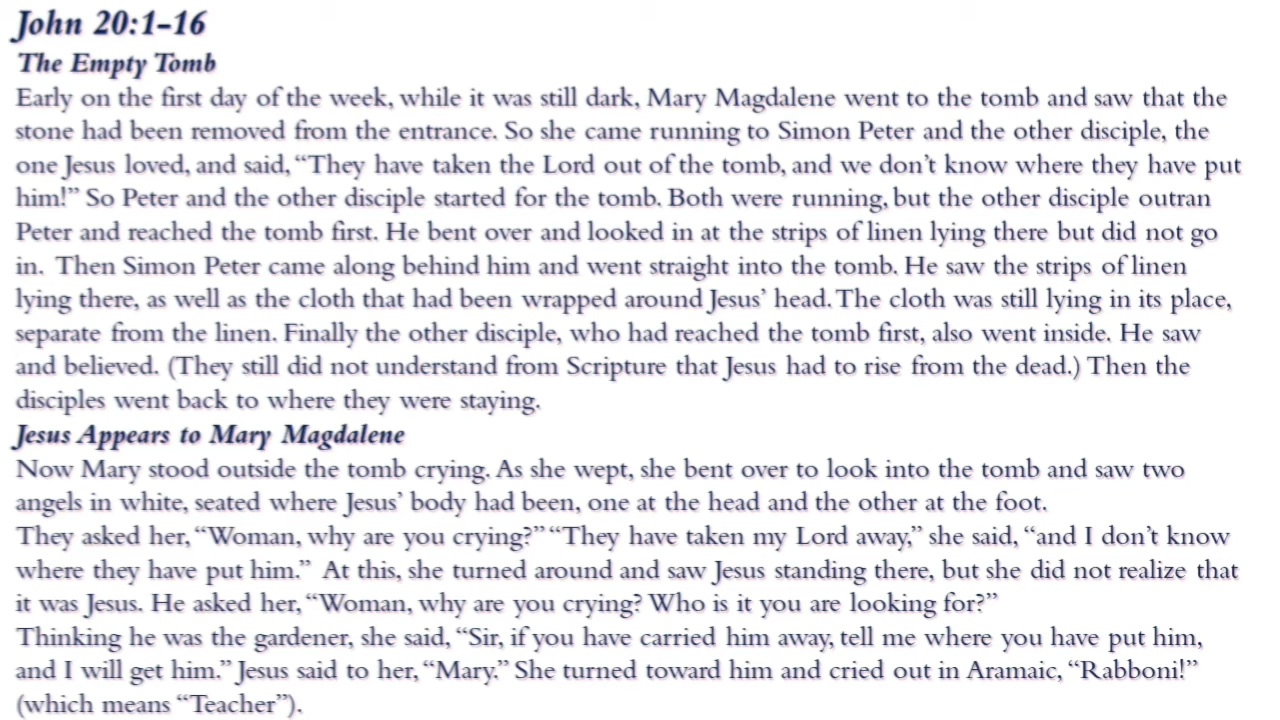 John 20:1–16
The Empty Tomb
Early on the first day of the week, while it was still dark, Mary Magdalene went to the tomb and saw that the
stone had been removed from the entrance. So she came running to Simon Peter and the other disciple, the
one Jesus loved, and said, “They have taken the Lord out of the tomb, and we don’t know where they have put
him!” So Peter and the other disciple started for the tomb. Both were running, but the other disciple outran
Peter and reached the tomb first. He bent over and looked in at the strips of linen lying there but did not go
in. Then Simon Peter came along behind him and went straight into the tomb. He saw the strips of linen
lying there, as well as the cloth that had been wrapped around Jesus’ head. The cloth was still lying in its place,
separate from the linen. Finally the other disciple, who had reached the tomb first, also went inside. He saw
and believed. (They still did not understand from Scripture that Jesus had to rise from the dead.) Then the
disciples went back to where they were staying.
Jesus Appears to Mary Magdalene
Now Mary stood outside the tomb crying. As she wept, she bent over to look into the tomb and saw two
angels in white, seated where Jesus’ body had been, one at the head and the other at the foot.
They asked her, “Woman, why are you crying?” “They have taken my Lord away,” she said, “and I don’t know
where they have put him.” At this, she turned around and saw Jesus standing there, but she did not realize that
it was Jesus. He asked her, “Woman, why are you crying? Who is it you are looking for?”
Thinking he was the gardener, she said, “Sir, if you have carried him away, tell me where you have put him,
and I will get him.” Jesus said to her, “Mary.” She turned toward him and cried out in Aramaic, “Rabboni!”
(which means “Teacher”).